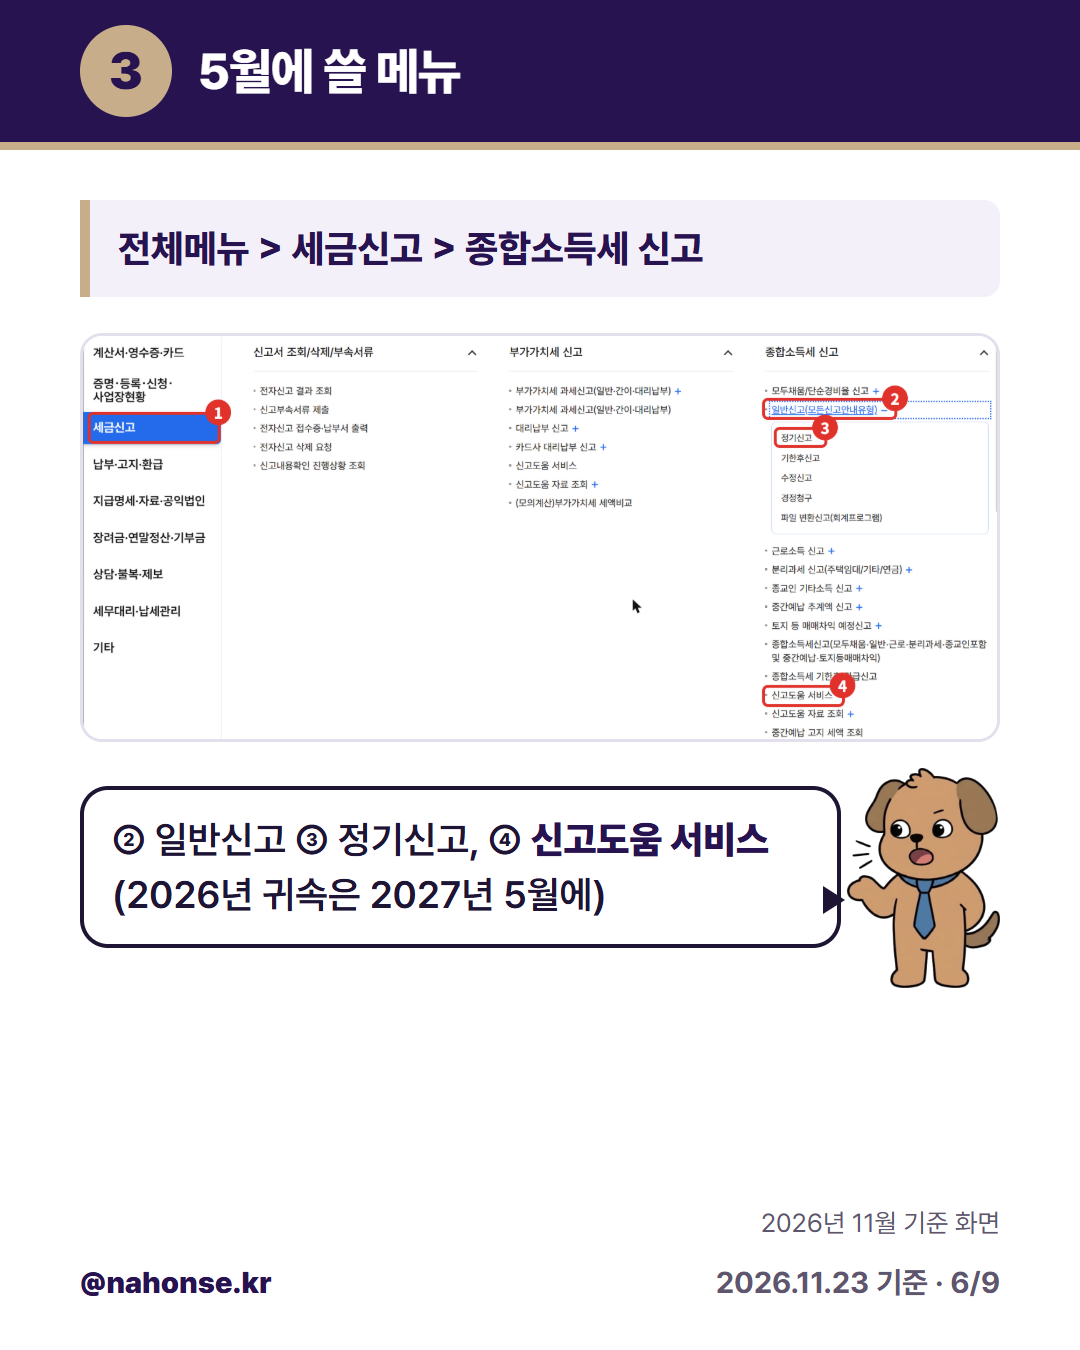 3
5월에 쓸 메뉴
전체메뉴 > 세금신고 > 종합소득세 신고
계산서·영수증·카드
증명·등록·신청·
사업장현황
세금신고
1
납부·고지·환급
지급명세·자료·공익법인
장려금·연말정산·기부금
상담·불복·제보
세무대리·납세관리
기타
신고서 조회/삭제/부속서류
· 전자신고 결과 조회
· 신고부속서류 제출
· 전자신고 접수증·납부서 출력
· 전자신고 삭제 요청
· 신고내용확인 진행상황 조회
부가가치세 신고
· 부가가치세 과세신고(일반·간이·대리납부) +
· 부가가치세 과세신고(일반·간이·대리납부)
· 대리납부 신고 +
· 카드사 대리납부 신고 +
· 신고도움 서비스
· 신고도움 자료 조회 +
· (모의계산)부가가치세 세액비교
종합소득세 신고
· 모두채움/단순경비율 신고 +
2
· 일반신고(모든신고안내유형) −
3
정기신고
기한후신고
수정신고
경정청구
파일 변환신고(회계프로그램)
· 근로소득 신고 +
· 분리과세 신고(주택임대/기타/연금) +
· 종교인 기타소득 신고 +
· 중간예납 추계액 신고 +
· 토지 등 매매차익 예정신고 +
· 종합소득세신고(모두채움·일반·근로·분리과세·종교인포함
및 중간예납·토지등매매차익)
· 종합소득세 기한 급신고
4
· 신고도움 서비스
· 신고도움 자료 조회 +
· 중간예납 고지 세액 조회
② 일반신고 ③ 정기신고, ④ 신고도움 서비스
(2026년 귀속은 2027년 5월에)
2026년 11월 기준 화면
@nahonse.kr
2026.11.23 기준 · 6/9